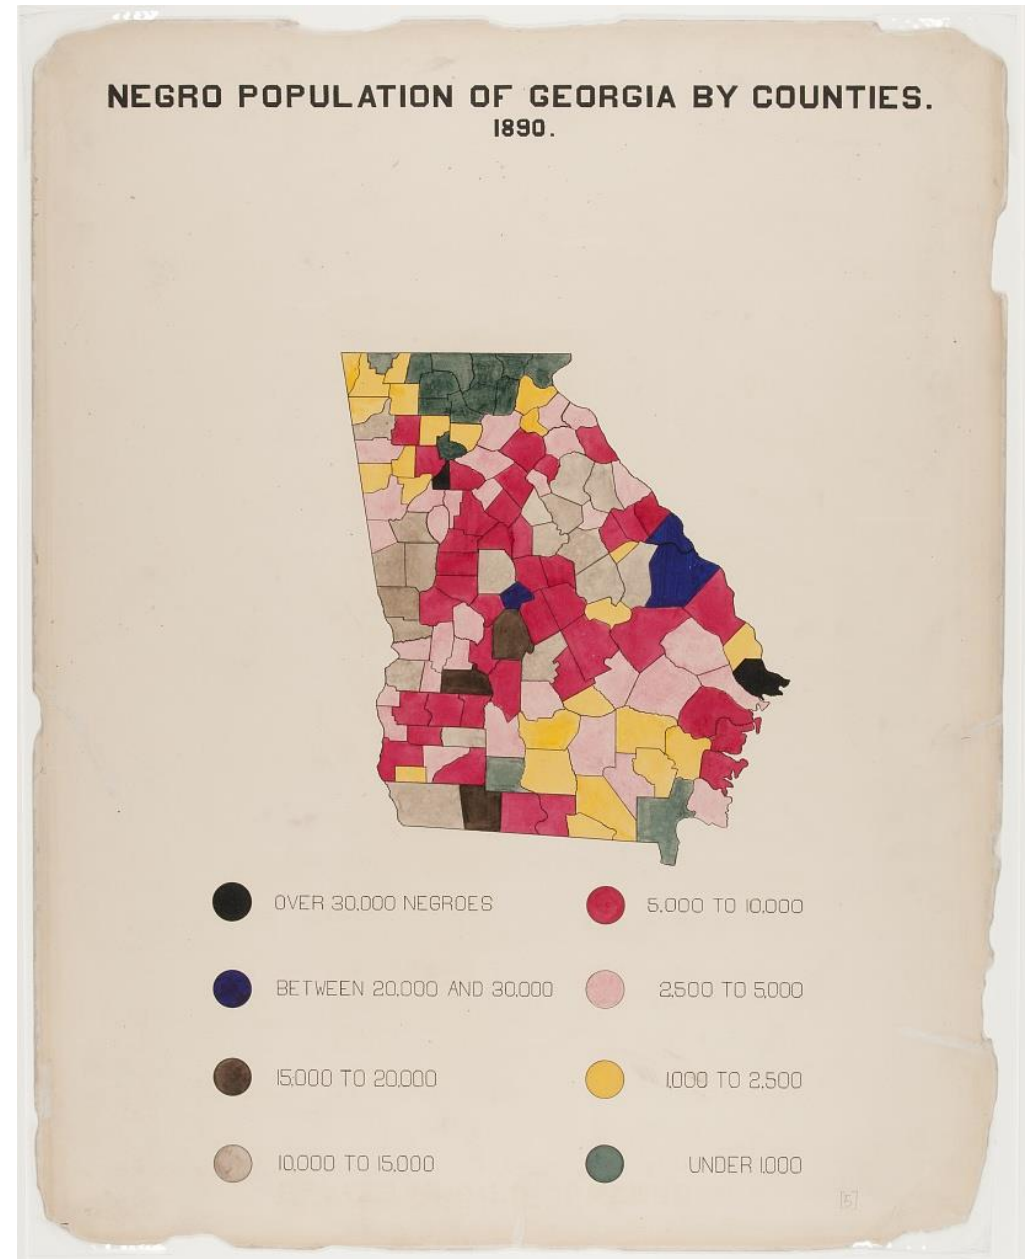 NEGRO POPULATION OF GEORGIA BY COUNTIES.
1890.
OVER 30,000 NEGROES
BETWEEN 20,000 AND 30,000
15,000 TO 20,000
10,000 TO 15,000
5,000 TO 10,000
2,500 TO 5,000
1,000 TO 2,500
UNDER 1,000
[5]